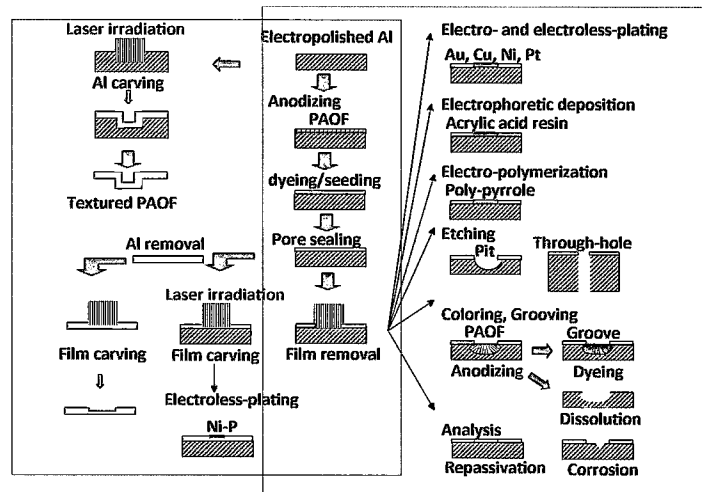 Laser irradiation
Al carving
Textured PAOF
Al removal
Film carving
Laser irradiation
Film carving
Electroless-plating
Ni-P
Electropolished Al
Anodizing
PAOF
dyeing/seeding
Pore sealing
Film removal
Electro- and electroless-plating
Au, Cu, Ni, Pt
Electrophoretic deposition
Acrylic acid resin
Electro-polymerization
Poly-pyrrole
Etching
Pit
Through-hole
Coloring, Grooving
PAOF
Groove
Anodizing
Dyeing
Dissolution
Analysis
Repassivation
Corrosion